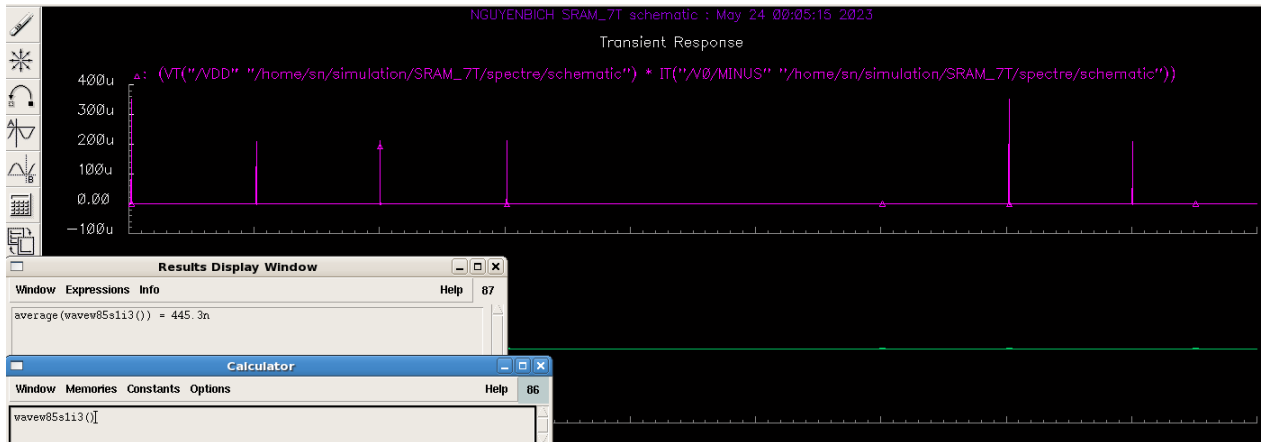 NGUYENBICH SRAM_7T schematic : May 24 00:05:15 2023
Transient Response
▵: (VT("/VDD" "/home/sn/simulation/SRAM_7T/spectre/schematic") * IT("/V0/MINUS" "/home/sn/simulation/SRAM_7T/spectre/schematic"))
400u
300u
200u
100u
0.00
-100u
Results Display Window
Window Expressions Info Help 87
average(wavew85s1i3()) = 445.3n
Calculator
Window Memories Constants Options Help 86
wavew85s1i3()